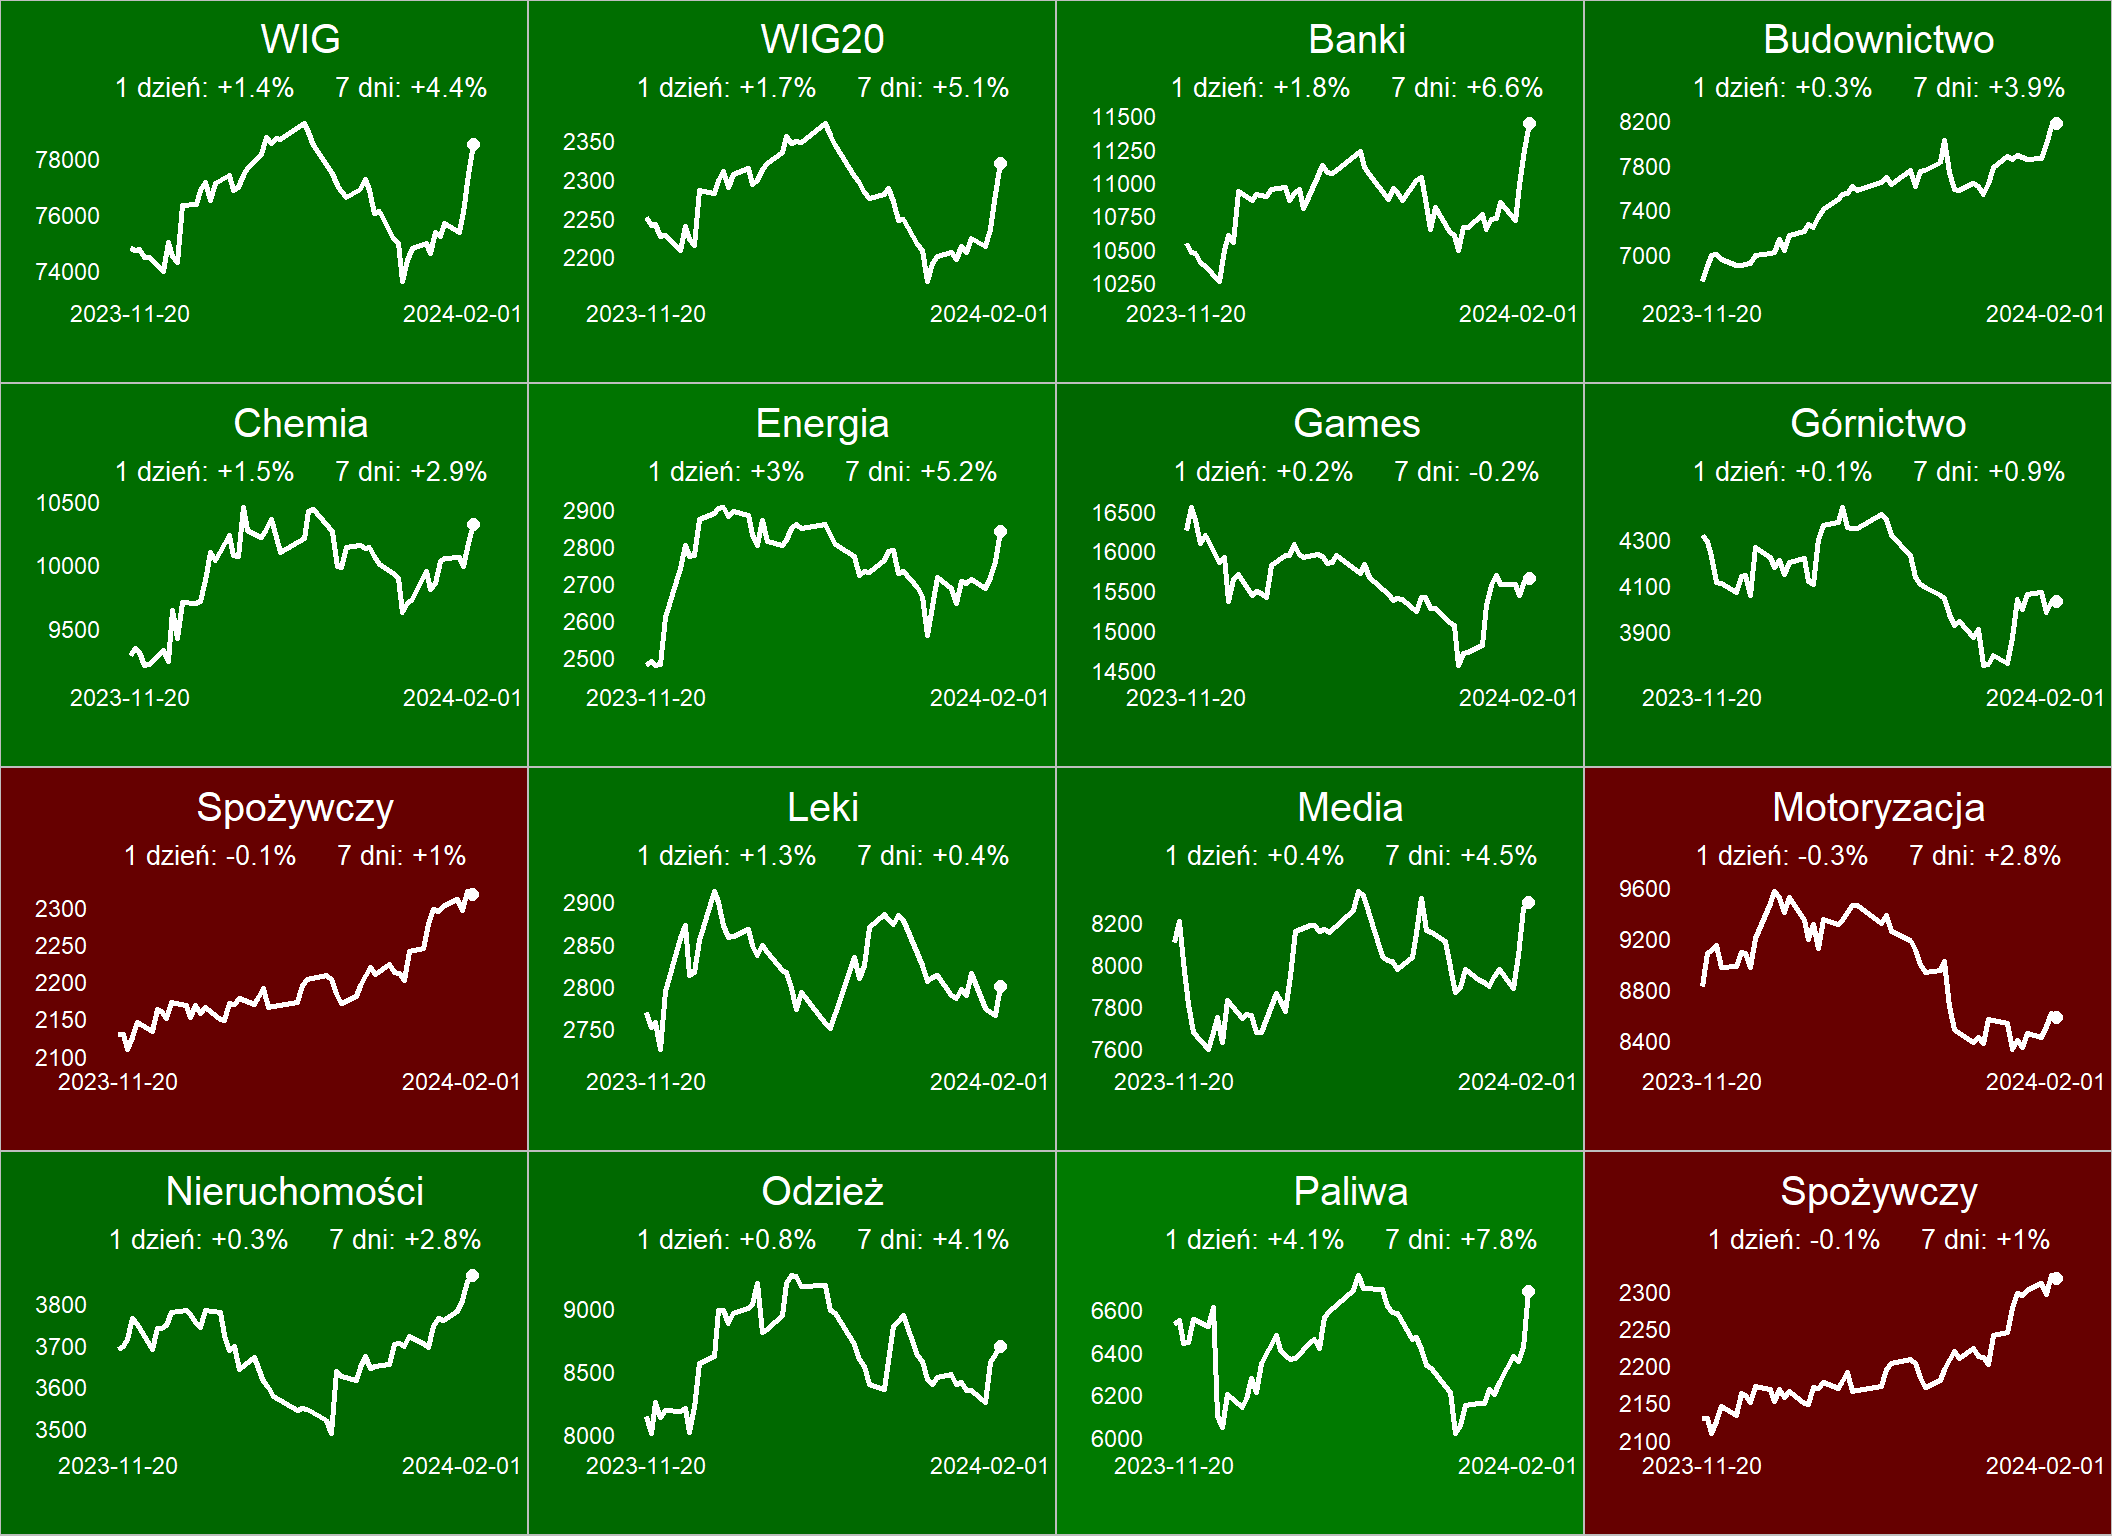 WIG
1 dzień: +1.4% 7 dni: +4.4%
78000
76000
74000
2023-11-20 2024-02-01
WIG20
1 dzień: +1.7% 7 dni: +5.1%
2350
2300
2250
2200
2023-11-20 2024-02-01
Banki
1 dzień: +1.8% 7 dni: +6.6%
11500
11250
11000
10750
10500
10250
2023-11-20 2024-02-01
Budownictwo
1 dzień: +0.3% 7 dni: +3.9%
8200
7800
7400
7000
2023-11-20 2024-02-01
Chemia
1 dzień: +1.5% 7 dni: +2.9%
10500
10000
9500
2023-11-20 2024-02-01
Energia
1 dzień: +3% 7 dni: +5.2%
2900
2800
2700
2600
2500
2023-11-20 2024-02-01
Games
1 dzień: +0.2% 7 dni: -0.2%
16500
16000
15500
15000
14500
2023-11-20 2024-02-01
Górnictwo
1 dzień: +0.1% 7 dni: +0.9%
4300
4100
3900
2023-11-20 2024-02-01
Spożywczy
1 dzień: -0.1% 7 dni: +1%
2300
2250
2200
2150
2100
2023-11-20 2024-02-01
Leki
1 dzień: +1.3% 7 dni: +0.4%
2900
2850
2800
2750
2023-11-20 2024-02-01
Media
1 dzień: +0.4% 7 dni: +4.5%
8200
8000
7800
7600
2023-11-20 2024-02-01
Motoryzacja
1 dzień: -0.3% 7 dni: +2.8%
9600
9200
8800
8400
2023-11-20 2024-02-01
Nieruchomości
1 dzień: +0.3% 7 dni: +2.8%
3800
3700
3600
3500
2023-11-20 2024-02-01
Odzież
1 dzień: +0.8% 7 dni: +4.1%
9000
8500
8000
2023-11-20 2024-02-01
Paliwa
1 dzień: +4.1% 7 dni: +7.8%
6600
6400
6200
6000
2023-11-20 2024-02-01
Spożywczy
1 dzień: -0.1% 7 dni: +1%
2300
2250
2200
2150
2100
2023-11-20 2024-02-01